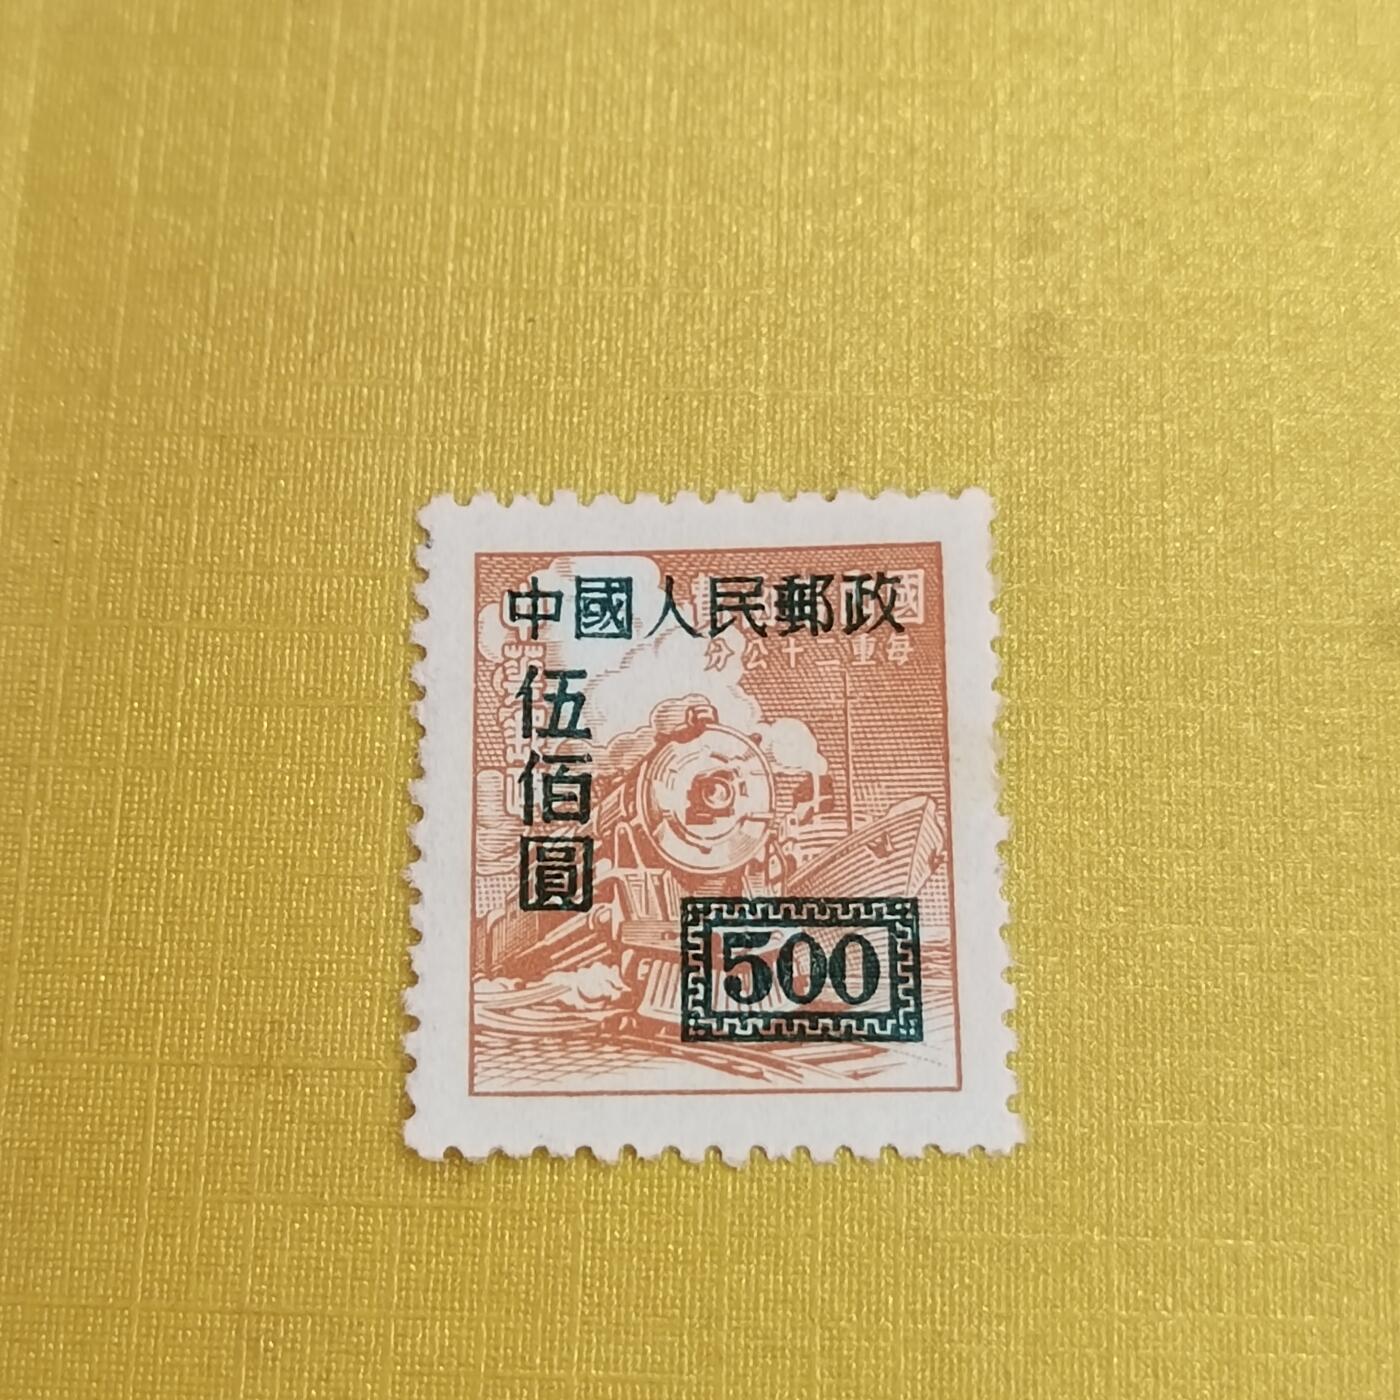 中國人民郵政
分公十二重每
伍佰圓
500